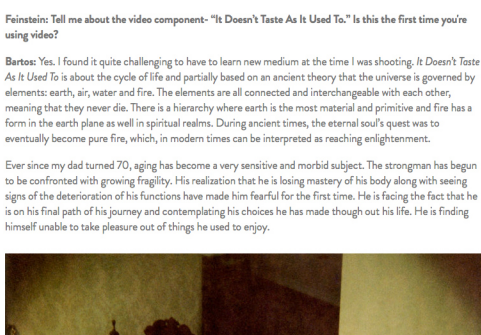 Feinstein: Tell me about the video component- “It Doesn’t Taste As It Used To.” Is this the first time you're
using video?
Bartos: Yes. I found it quite challenging to have to learn new medium at the time I was shooting. It Doesn’t Taste
As It Used To is about the cycle of life and partially based on an ancient theory that the universe is governed by
elements: earth, air, water and fire. The elements are all connected and interchangeable with each other,
meaning that they never die. There is a hierarchy where earth is the most material and primitive and fire has a
form in the earth plane as well in spiritual realms. During ancient times, the eternal soul’s quest was to
eventually become pure fire, which, in modern times can be interpreted as reaching enlightenment.
Ever since my dad turned 70, aging has become a very sensitive and morbid subject. The strongman has begun
to be confronted with growing fragility. His realization that he is losing mastery of his body along with seeing
signs of the deterioration of his functions have made him fearful for the first time. He is facing the fact that he
is on his final path of his journey and contemplating his choices he has made though out his life. He is finding
himself unable to take pleasure out of things he used to enjoy.